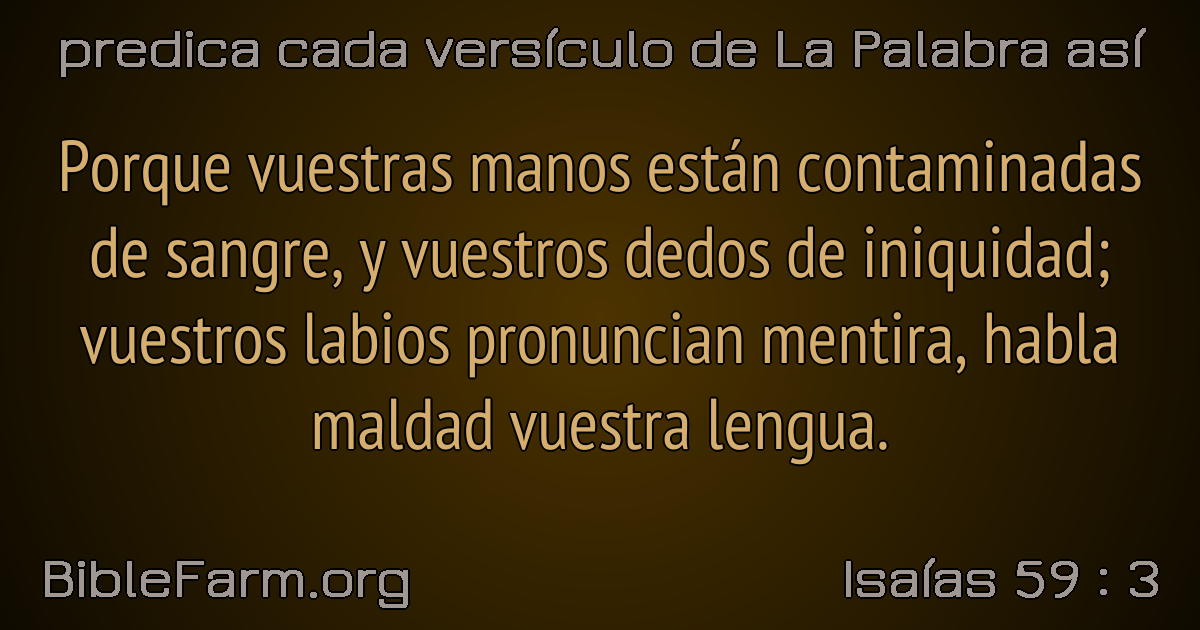 predica cada versículo de La Palabra así
Porque vuestras manos están contaminadas
de sangre, y vuestros dedos de iniquidad;
vuestros labios pronuncian mentira, habla
maldad vuestra lengua.
BibleFarm.org
Isaías 59 : 3